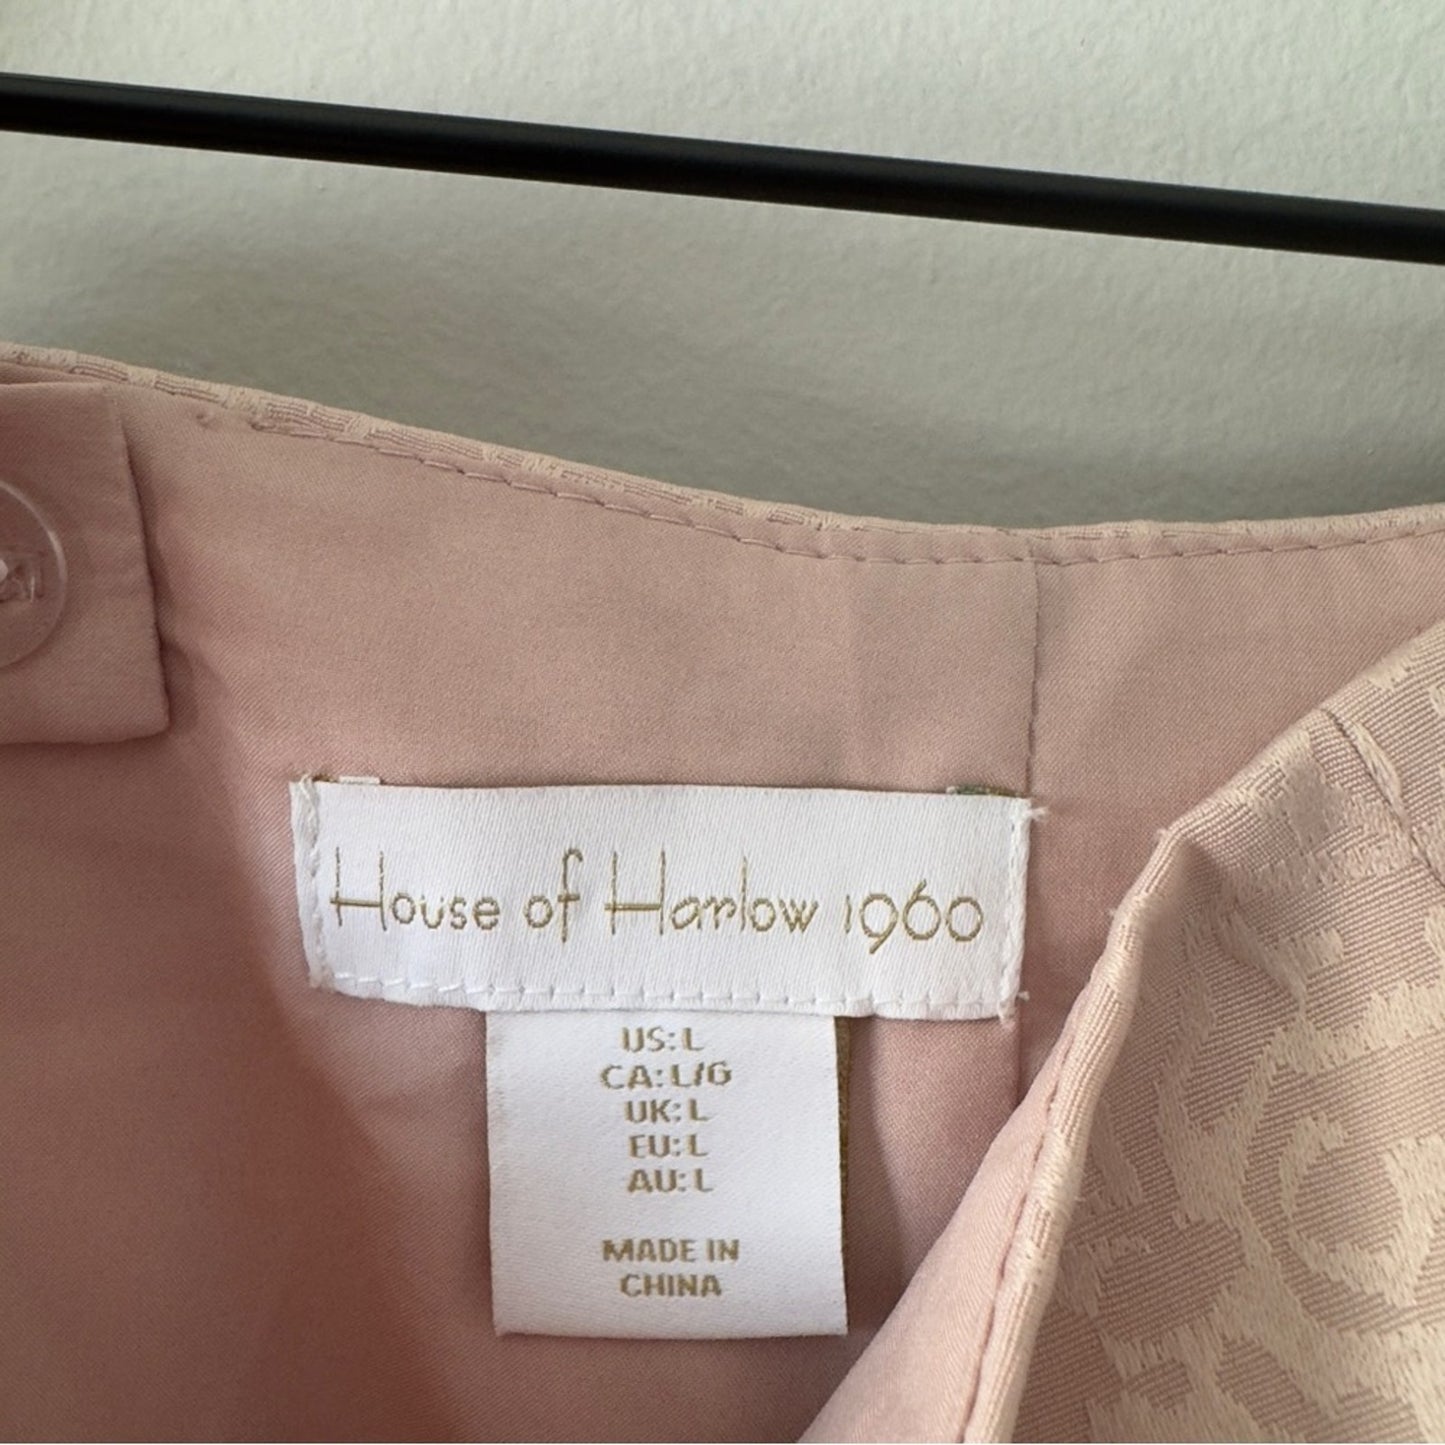 House of Harlow 1960
US: L
CA: L/G
UK: L
EU: L
AU: L
MADE IN
CHINA